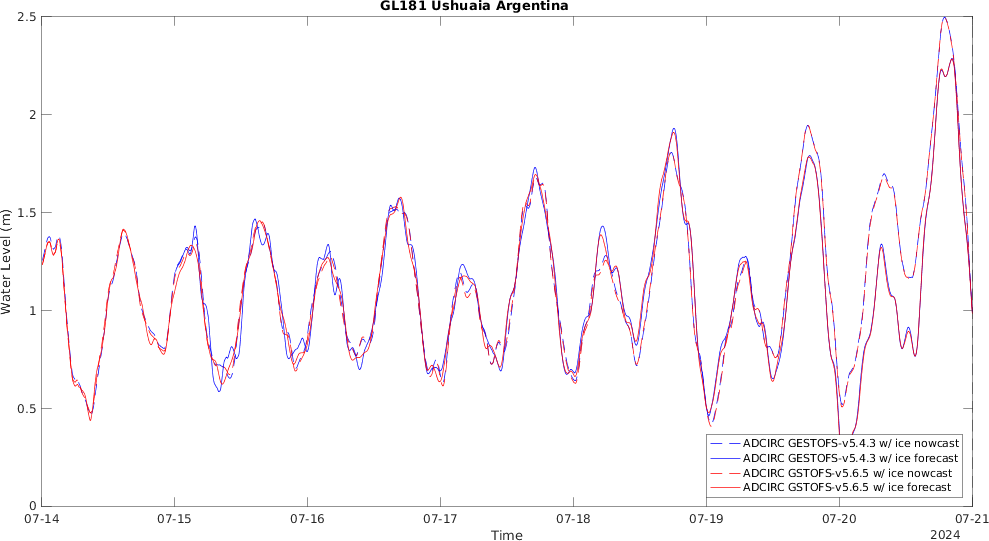 GL181 Ushuaia Argentina
2.5
2
1.5
1
0.5
0
Water Level (m)
ADCIRC GESTOFS-v5.4.3 w/ ice nowcast
ADCIRC GESTOFS-v5.4.3 w/ ice forecast
ADCIRC GSTOFS-v5.6.5 w/ ice nowcast
ADCIRC GSTOFS-v5.6.5 w/ ice forecast
07-14 07-15 07-16 07-17 07-18 07-19 07-20 07-21
Time
2024